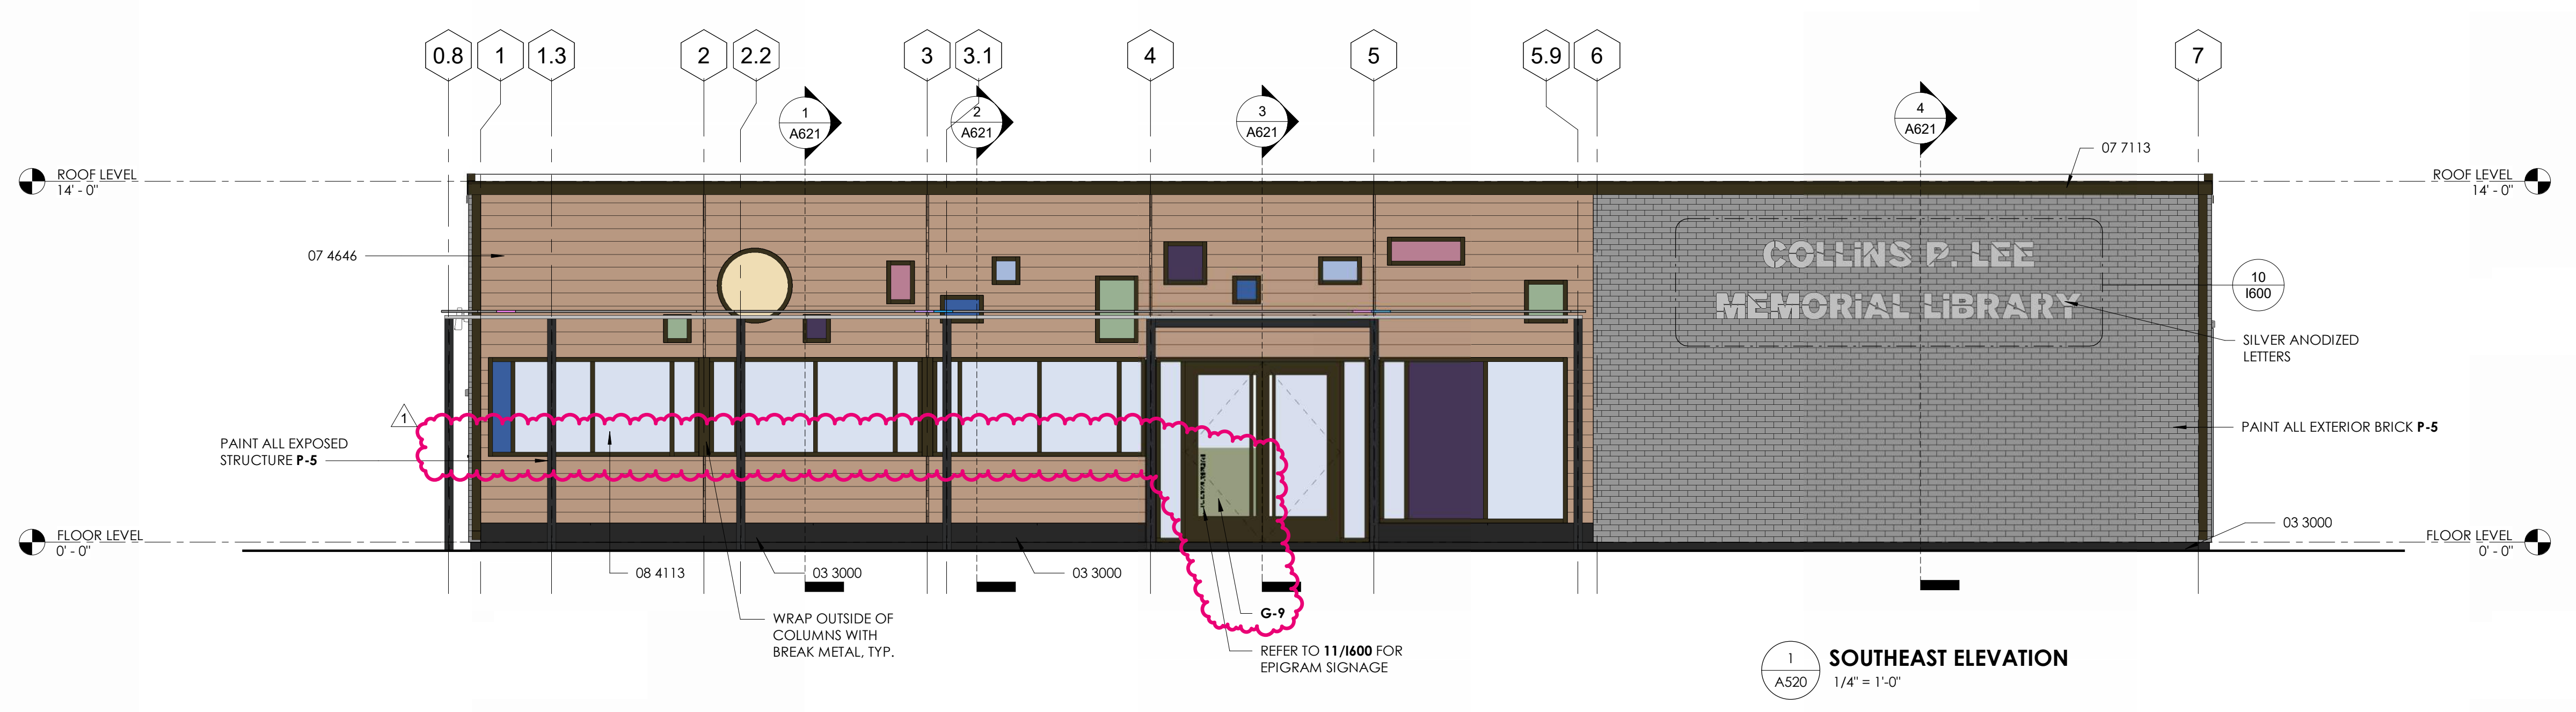 0.8
1
1.3
2
2.2
3
3.1
4
5
5.9
6
7
1
A621
2
A621
3
A621
4
A621
07 7113
ROOF LEVEL
14' - 0"
ROOF LEVEL
14' - 0"
07 4646
COLLiNS P. LEE
MEMORiAL LiBRARY
10
I600
SILVER ANODIZED
LETTERS
1
PAINT ALL EXPOSED
STRUCTURE P-5
PAINT ALL EXTERIOR BRICK P-5
FLOOR LEVEL
0' - 0"
03 3000
FLOOR LEVEL
0' - 0"
08 4113
03 3000
03 3000
WRAP OUTSIDE OF
COLUMNS WITH
BREAK METAL, TYP.
G-9
REFER TO 11/I600 FOR
EPIGRAM SIGNAGE
1
A520
SOUTHEAST ELEVATION
1/4" = 1'-0"